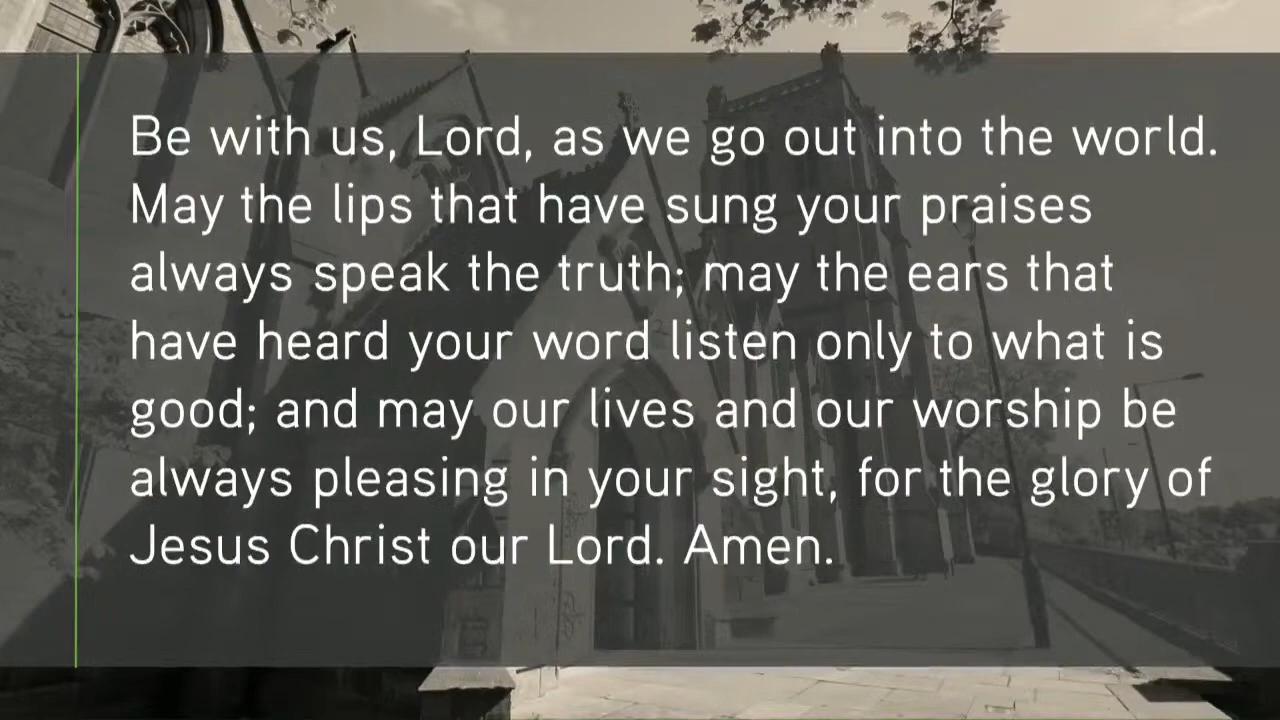 Be with us, Lord, as we go out into the world.
May the lips that have sung your praises
always speak the truth; may the ears that
have heard your word listen only to what is
good; and may our lives and our worship be
always pleasing in your sight, for the glory of
Jesus Christ our Lord. Amen.